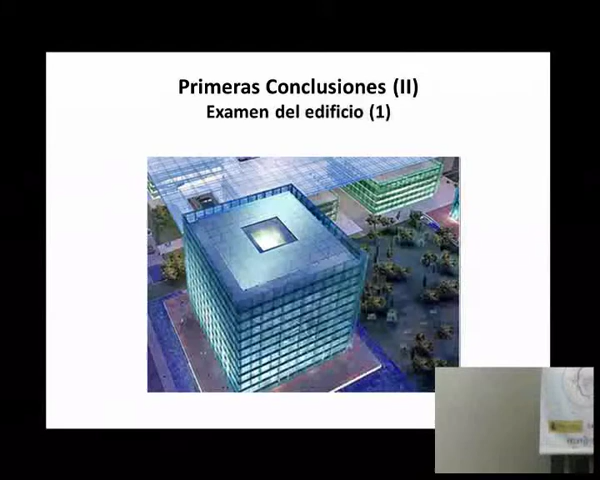 Primeras Conclusiones (II)
Examen del edificio (1)